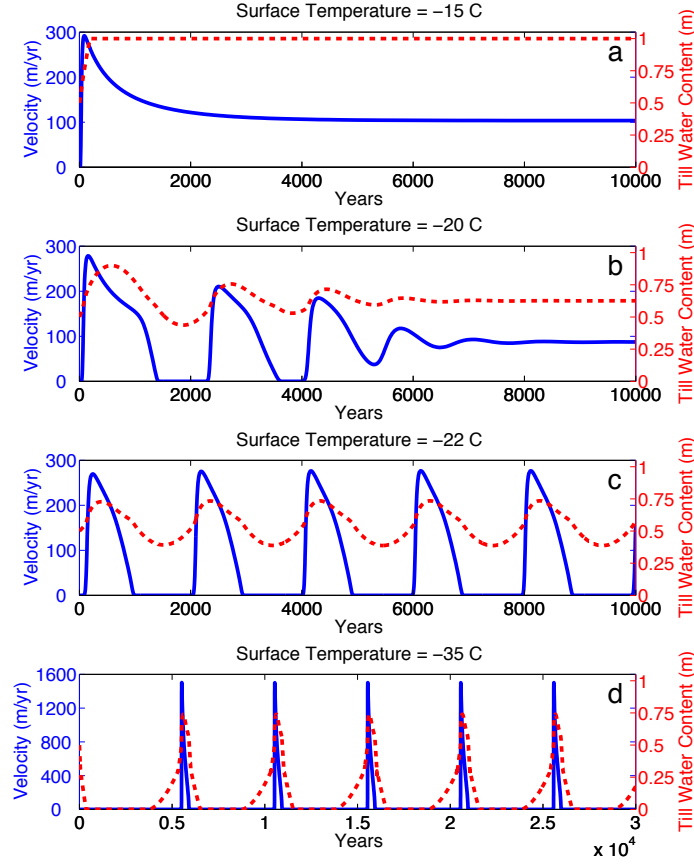 Surface Temperature = −15 C
Velocity (m/yr)
300
200
100
0
a
1
0.75
0.5
0.25
0
Till Water Content (m)
0 2000 4000 6000 8000 10000
Years
Surface Temperature = −20 C
Velocity (m/yr)
300
200
100
0
b
1
0.75
0.5
0.25
0
Till Water Content (m)
0 2000 4000 6000 8000 10000
Years
Surface Temperature = −22 C
Velocity (m/yr)
300
200
100
0
c
1
0.75
0.5
0.25
0
Till Water Content (m)
0 2000 4000 6000 8000 10000
Years
Surface Temperature = −35 C
Velocity (m/yr)
1600
1200
800
400
0
d
1
0.75
0.5
0.25
0
Till Water Content (m)
0 0.5 1 1.5 2 2.5 3
Years
x 10^4